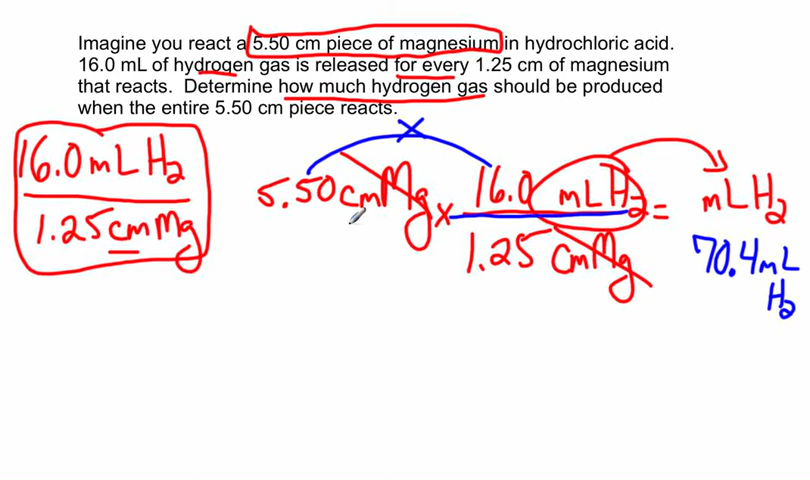 Imagine you react a 5.50 cm piece of magnesium in hydrochloric acid.
16.0 mL of hydrogen gas is released for every 1.25 cm of magnesium
that reacts.  Determine how much hydrogen gas should be produced
when the entire 5.50 cm piece reacts.
16.0 mL H₂
1.25 cm Mg
5.50 cm Mg x 16.0 mL H₂ = mL H₂
1.25 cm Mg
70.4 mL
H₂